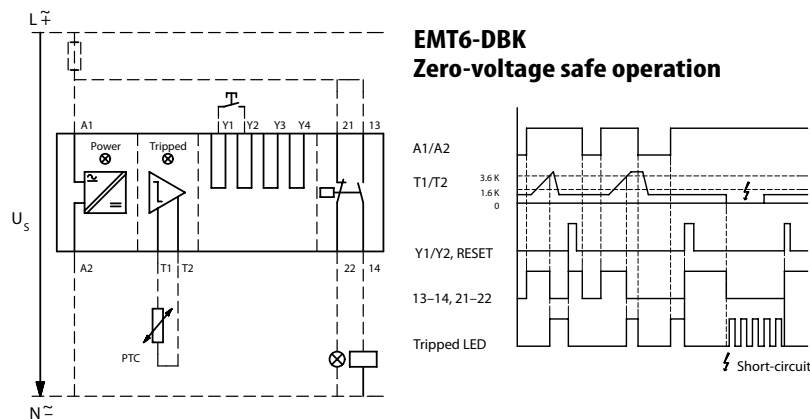 L ≂
+
EMT6-DBK
Zero-voltage safe operation
A1
Y1
Y2
Y3
Y4
21
13
Power
Tripped
U_S
A2
T1
T2
22
14
PTC
N ≂
A1/A2
T1/T2
3.6 K
1.6 K
0
Y1/Y2, RESET
13–14, 21–22
Tripped LED
Short-circuit